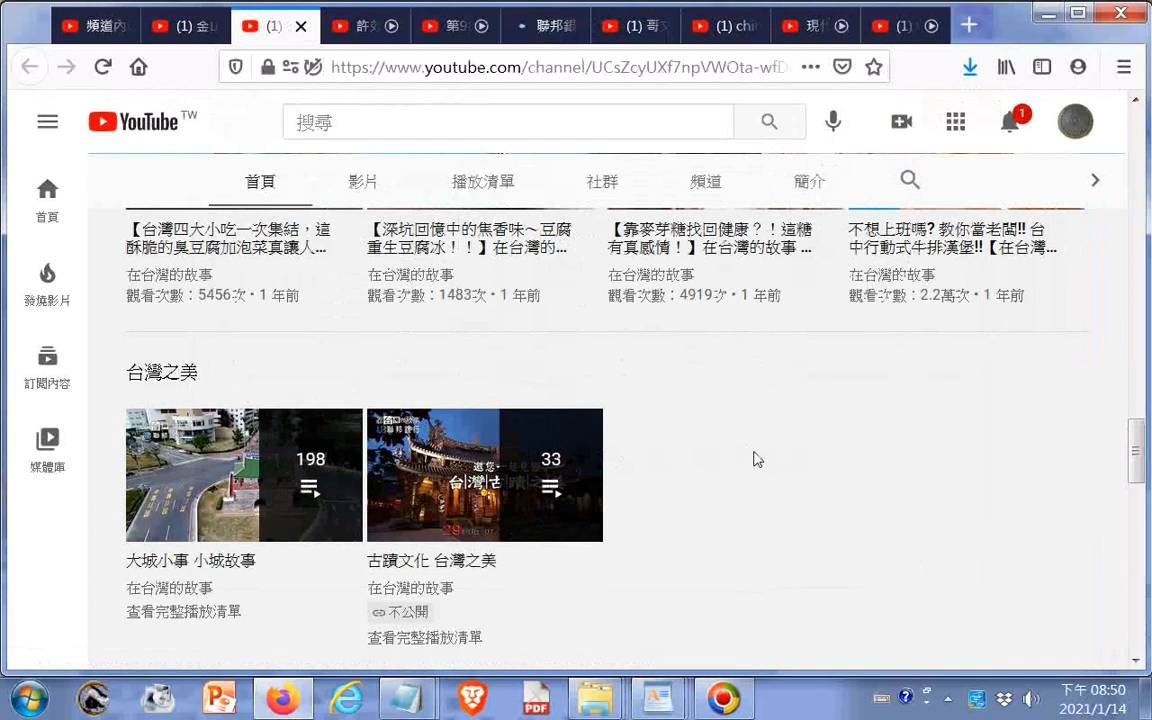 頻道內
(1) 金山
(1)
許多
第9
聯邦銀
(1) 哥文
(1) chin
現代
(1)
https://www.youtube.com/channel/UCsZcyUXf7npVWOta-wfD
YouTube TW
搜尋
1
首頁
影片
播放清單
社群
頻道
簡介
首頁
發燒影片
訂閱內容
媒體庫
【台灣四大小吃一次集結，這
酥脆的臭豆腐加泡菜真讓人...
在台灣的故事
觀看次數：5456次 • 1 年前
【深坑回憶中的焦香味～豆腐
重生豆腐冰！！】在台灣的...
在台灣的故事
觀看次數：1483次 • 1 年前
【靠麥芽糖找回健康？！這糖
有真感情！】在台灣的故事 ...
在台灣的故事
觀看次數：4919次 • 1 年前
不想上班嗎? 教你當老闆!! 台
中行動式牛排漢堡!!【在台灣...
在台灣的故事
觀看次數：2.2萬次 • 1 年前
台灣之美
198
大城小事 小城故事
在台灣的故事
查看完整播放清單
33
古蹟文化 台灣之美
在台灣的故事
不公開
查看完整播放清單
PDF
下午 08:50
2021/1/14